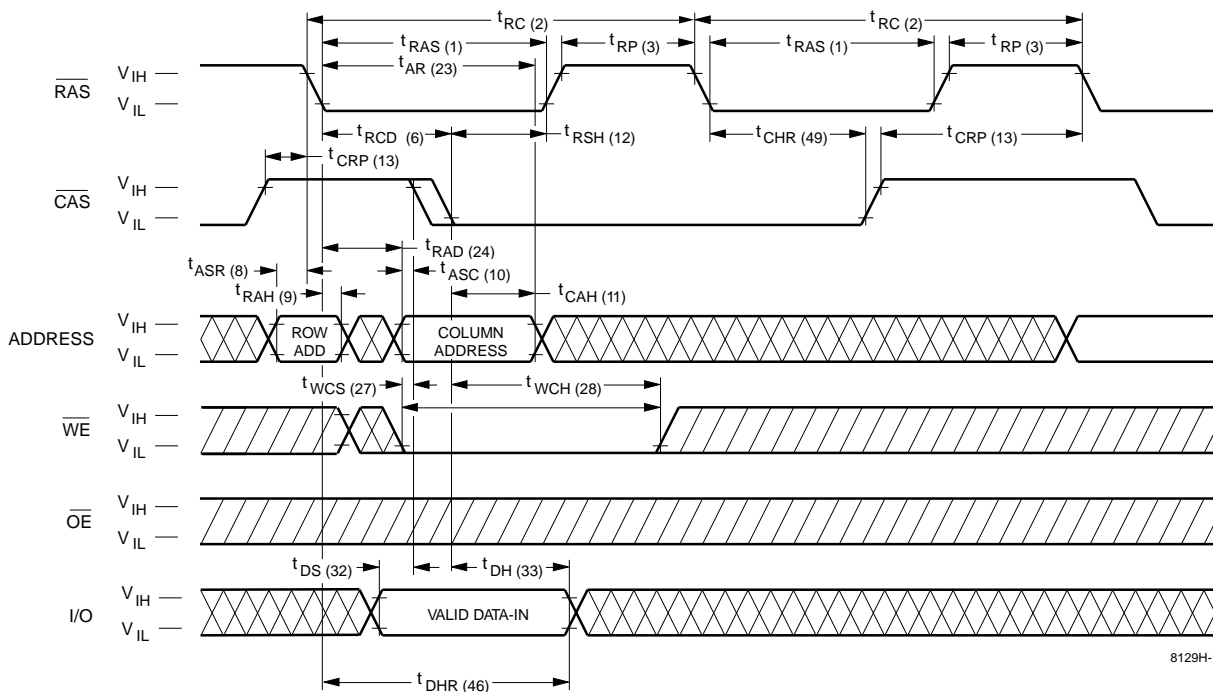 t RC (2) t RC (2)
t RAS (1) t RP (3) t RAS (1) t RP (3)
t AR (23)
RAS V IH
V IL
t RCD (6) t RSH (12) t CHR (49) t CRP (13)
t CRP (13)
CAS V IH
V IL
t RAD (24)
t ASR (8) t ASC (10)
t RAH (9) t CAH (11)
ADDRESS V IH ROW COLUMN
V IL ADD ADDRESS
t WCS (27) t WCH (28)
WE V IH
V IL
OE V IH
V IL
t DS (32) t DH (33)
I/O V IH VALID DATA-IN
V IL
8129H-
t DHR (46)